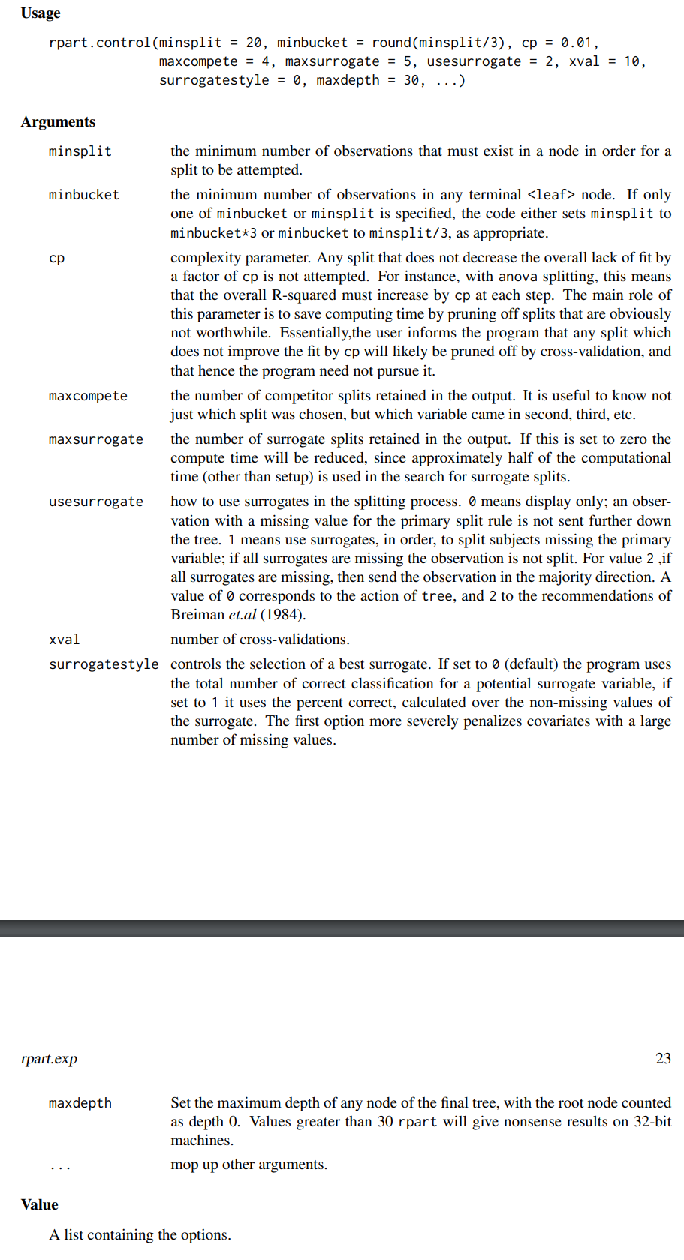 Usage
rpart.control(minsplit = 20, minbucket = round(minsplit/3), cp = 0.01,
maxcompete = 4, maxsurrogate = 5, usesurrogate = 2, xval = 10,
surrogatestyle = 0, maxdepth = 30, ...)
Arguments
minsplit the minimum number of observations that must exist in a node in order for a
split to be attempted.
minbucket the minimum number of observations in any terminal <leaf> node. If only
one of minbucket or minsplit is specified, the code either sets minsplit to
minbucket*3 or minbucket to minsplit/3, as appropriate.
cp complexity parameter. Any split that does not decrease the overall lack of fit by
a factor of cp is not attempted. For instance, with anova splitting, this means
that the overall R-squared must increase by cp at each step. The main role of
this parameter is to save computing time by pruning off splits that are obviously
not worthwhile. Essentially,the user informs the program that any split which
does not improve the fit by cp will likely be pruned off by cross-validation, and
that hence the program need not pursue it.
maxcompete the number of competitor splits retained in the output. It is useful to know not
just which split was chosen, but which variable came in second, third, etc.
maxsurrogate the number of surrogate splits retained in the output. If this is set to zero the
compute time will be reduced, since approximately half of the computational
time (other than setup) is used in the search for surrogate splits.
usesurrogate how to use surrogates in the splitting process. 0 means display only; an obser-
vation with a missing value for the primary split rule is not sent further down
the tree. 1 means use surrogates, in order, to split subjects missing the primary
variable; if all surrogates are missing the observation is not split. For value 2 ,if
all surrogates are missing, then send the observation in the majority direction. A
value of 0 corresponds to the action of tree, and 2 to the recommendations of
Breiman et.al (1984).
xval number of cross-validations.
surrogatestyle controls the selection of a best surrogate. If set to 0 (default) the program uses
the total number of correct classification for a potential surrogate variable, if
set to 1 it uses the percent correct, calculated over the non-missing values of
the surrogate. The first option more severely penalizes covariates with a large
number of missing values.
rpart.exp 23
maxdepth Set the maximum depth of any node of the final tree, with the root node counted
as depth 0. Values greater than 30 rpart will give nonsense results on 32-bit
machines.
... mop up other arguments.
Value
A list containing the options.